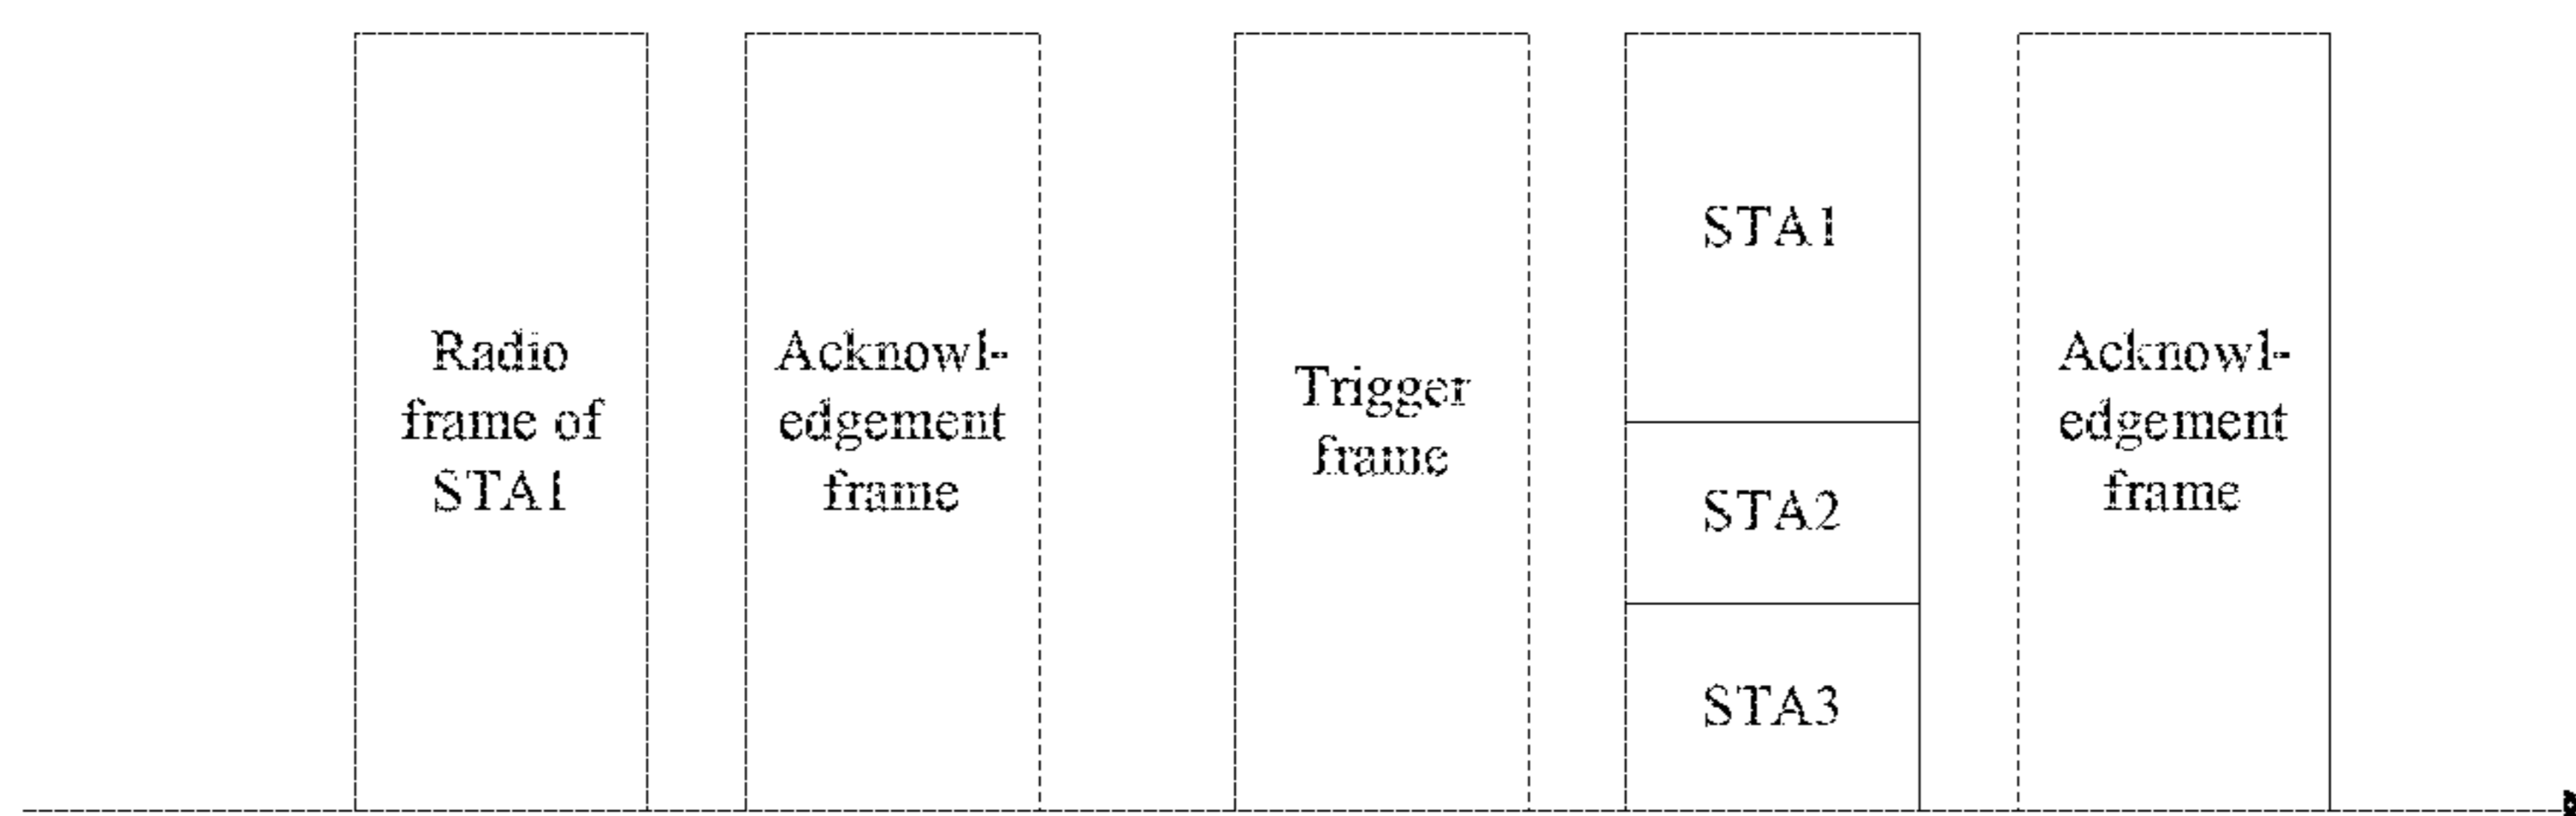 Radio
frame of
STA1
Acknowl-
edgement
frame
Trigger
frame
STA1
STA2
STA3
Acknowl-
edgement
frame